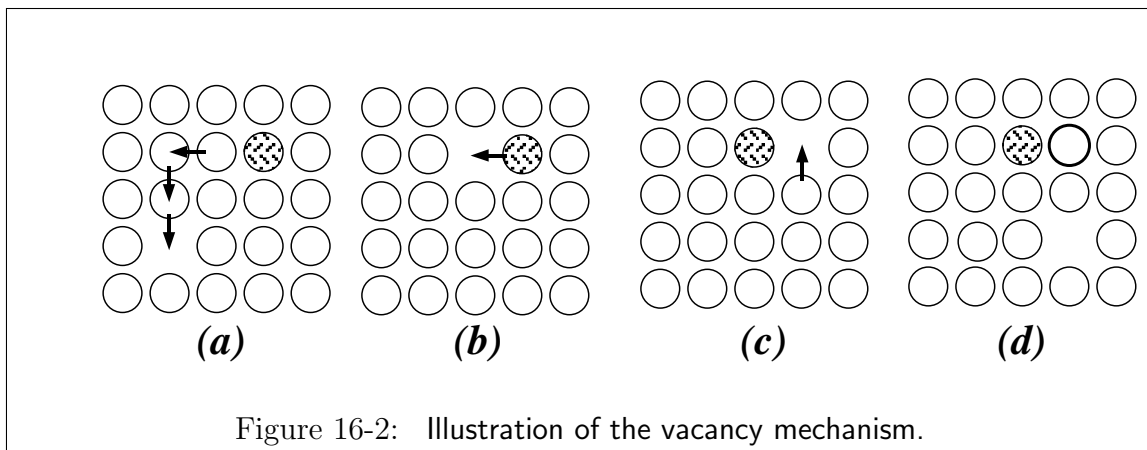 (a) (b) (c) (d)
Figure 16-2: Illustration of the vacancy mechanism.